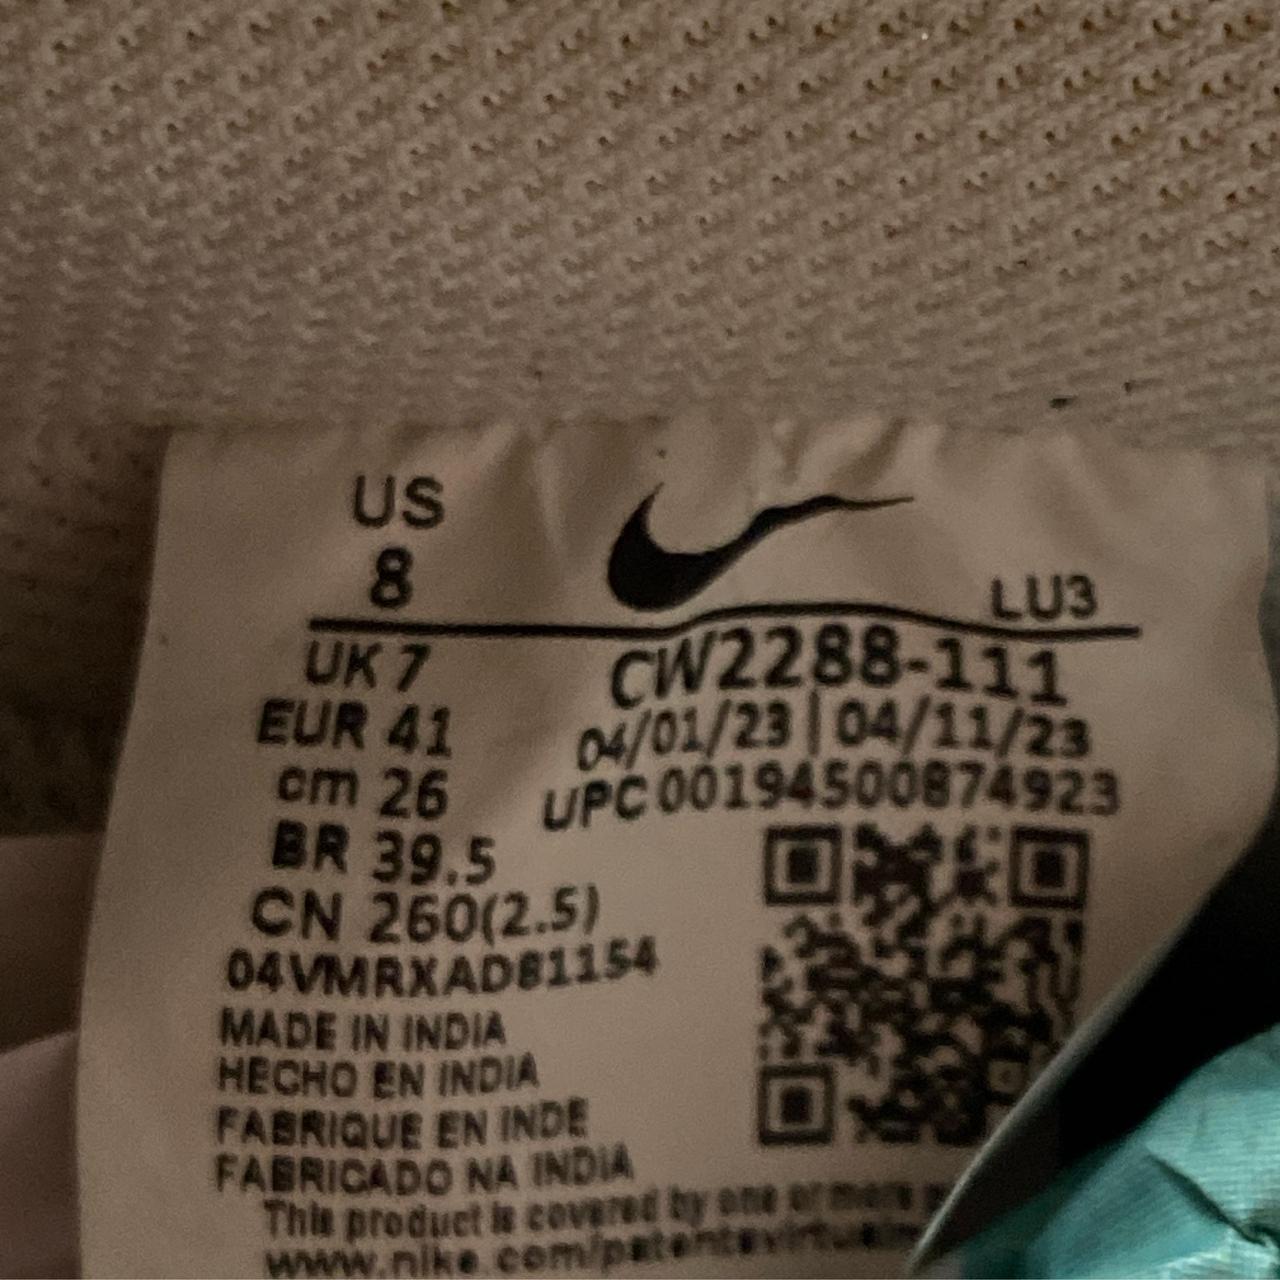 US
8
LU3
UK 7
CW2288-111
EUR 41
04/01/23 | 04/11/23
cm 26
UPC 00194500874923
BR 39.5
CN 260(2.5)
04VMRXAD81154
MADE IN INDIA
HECHO EN INDIA
FABRIQUE EN INDE
FABRICADO NA INDIA
This product is covered by one or more
www.nike.com/patents